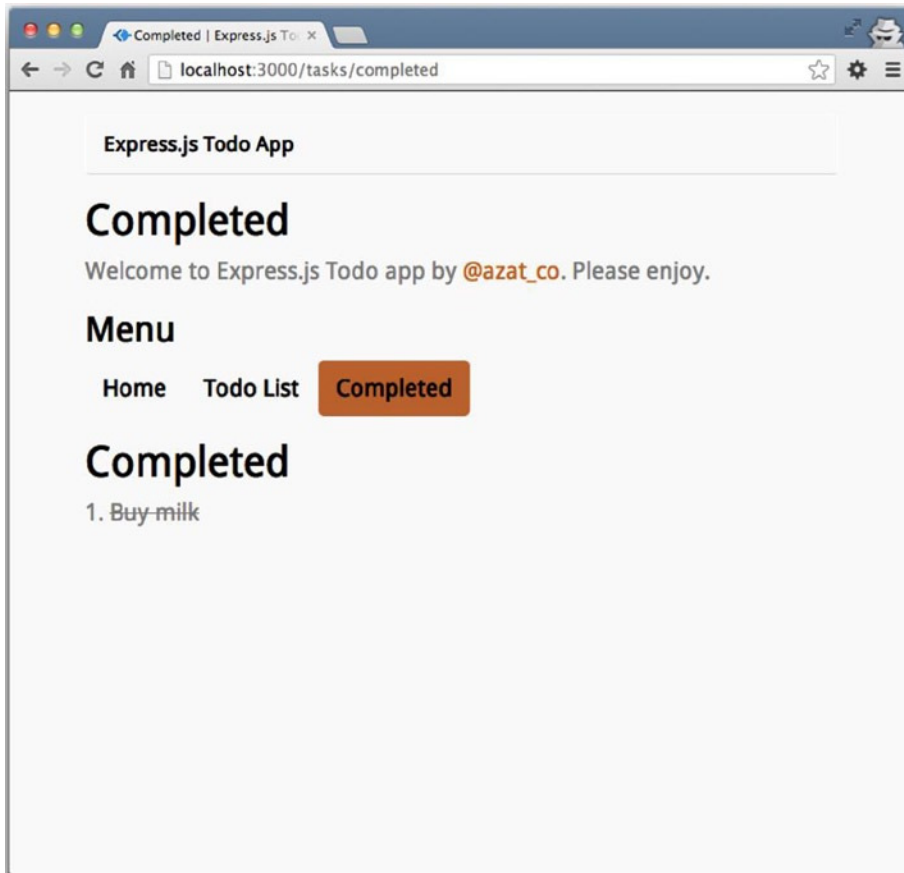 Completed | Express.js To
localhost:3000/tasks/completed
Express.js Todo App
Completed
Welcome to Express.js Todo app by @azat_co. Please enjoy.
Menu
Home Todo List Completed
Completed
1. Buy milk